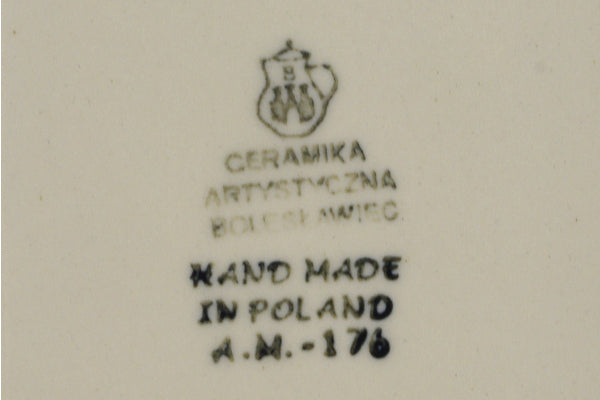 B
CERAMIKA
ARTYSTYCZNA
BOLESŁAWIEC
HAND MADE
IN POLAND
A.M.-176